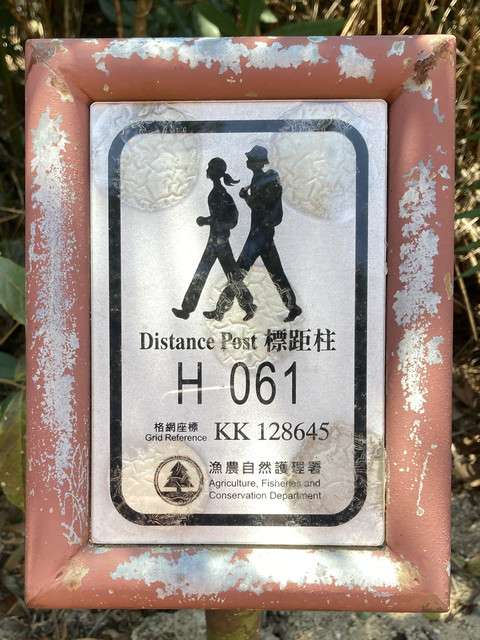 Distance Post 標距柱
H 061
格網座標
Grid Reference KK 128645
漁農自然護理署
Agriculture, Fisheries and
Conservation Department